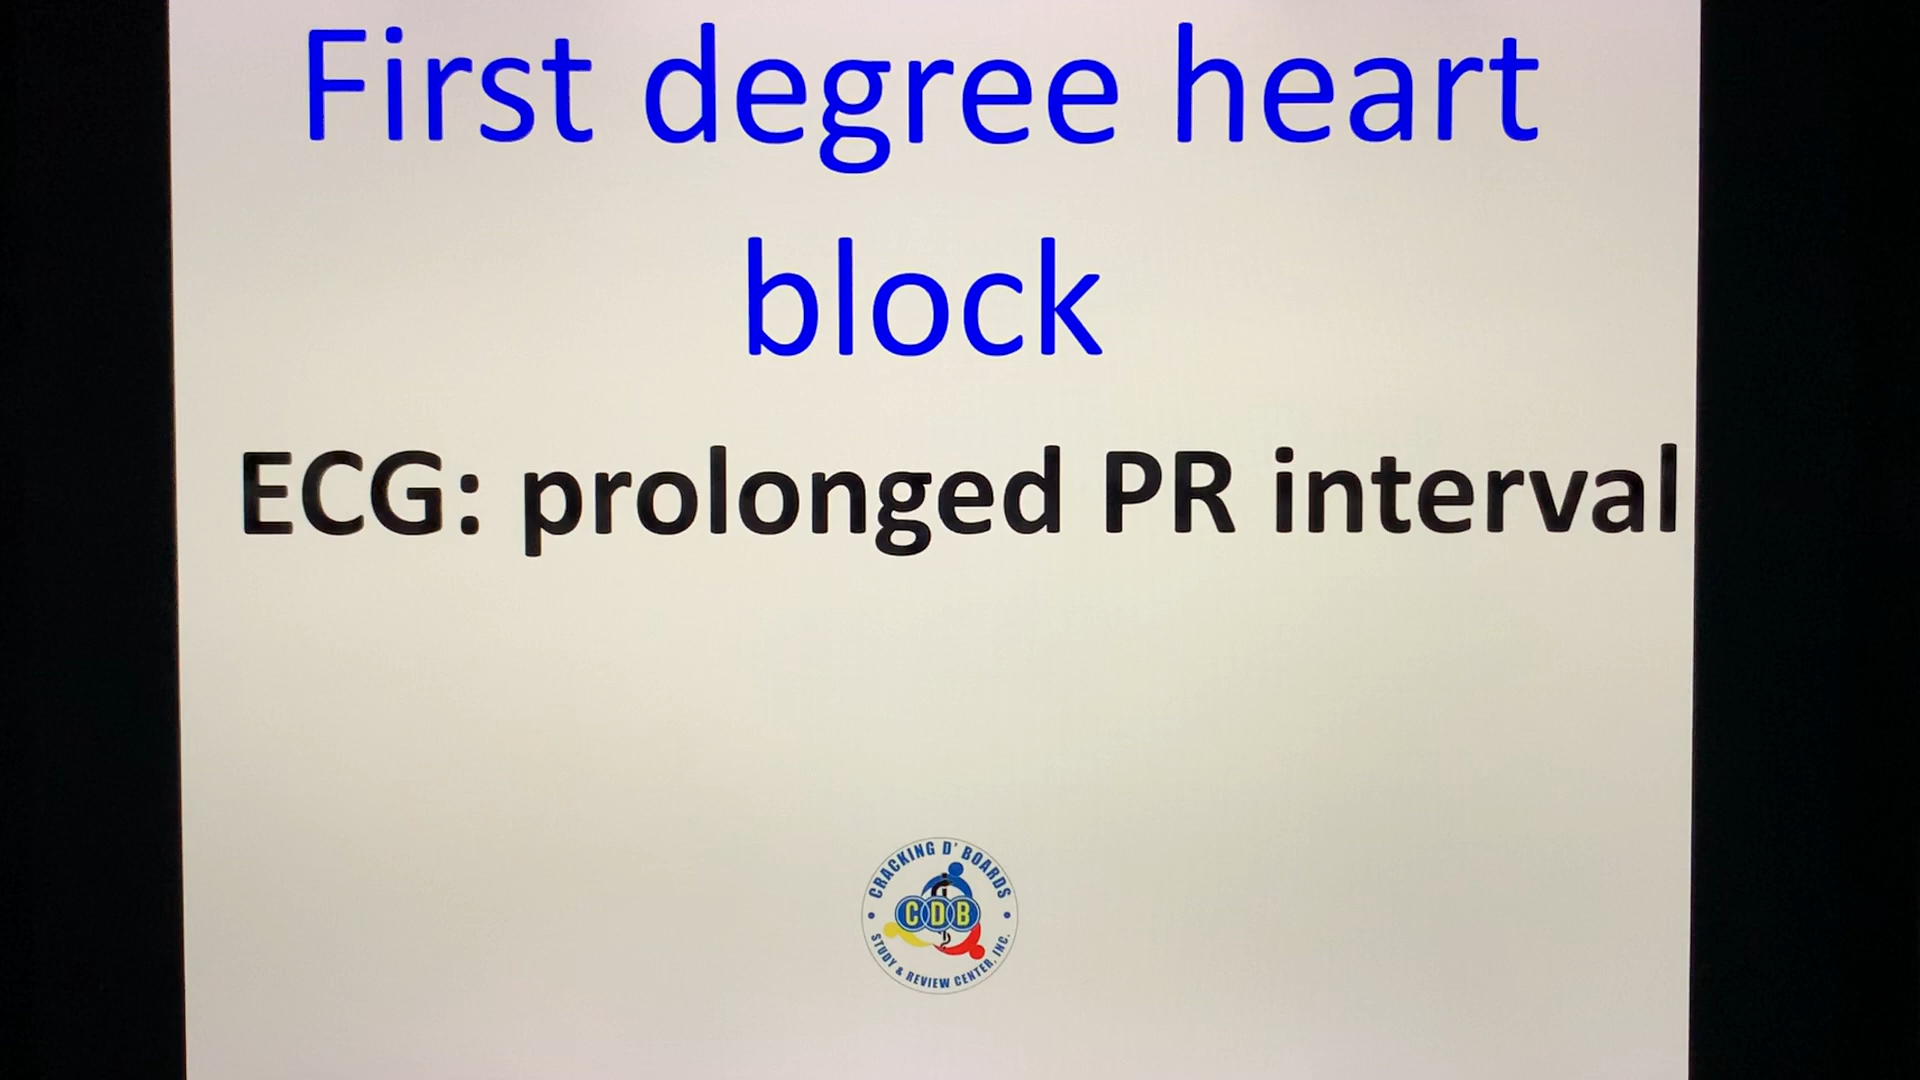 First degree heart
block
ECG: prolonged PR interval
CRACKING D' BOARDS
CDB
STUDY & REVIEW CENTER, INC.